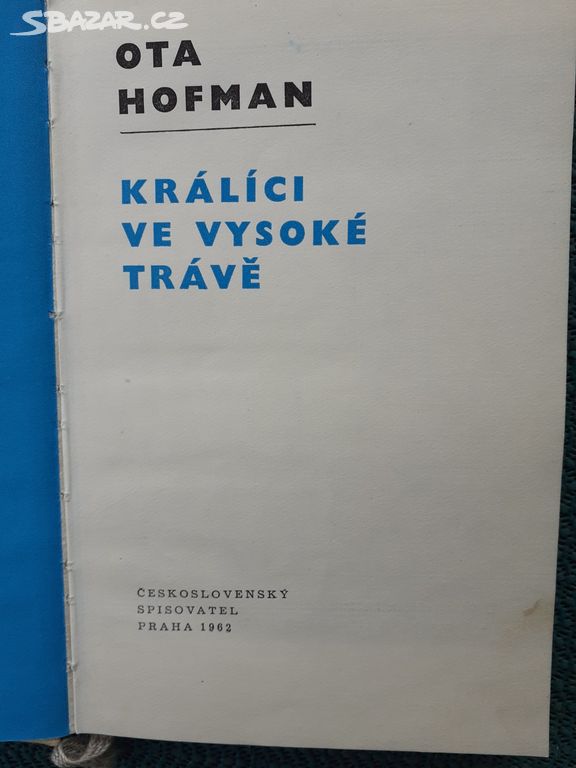 SBAZAR.CZ
OTA
HOFMAN
KRÁLÍCI
VE VYSOKÉ
TRÁVĚ
ČESKOSLOVENSKÝ
SPISOVATEL
PRAHA 1962